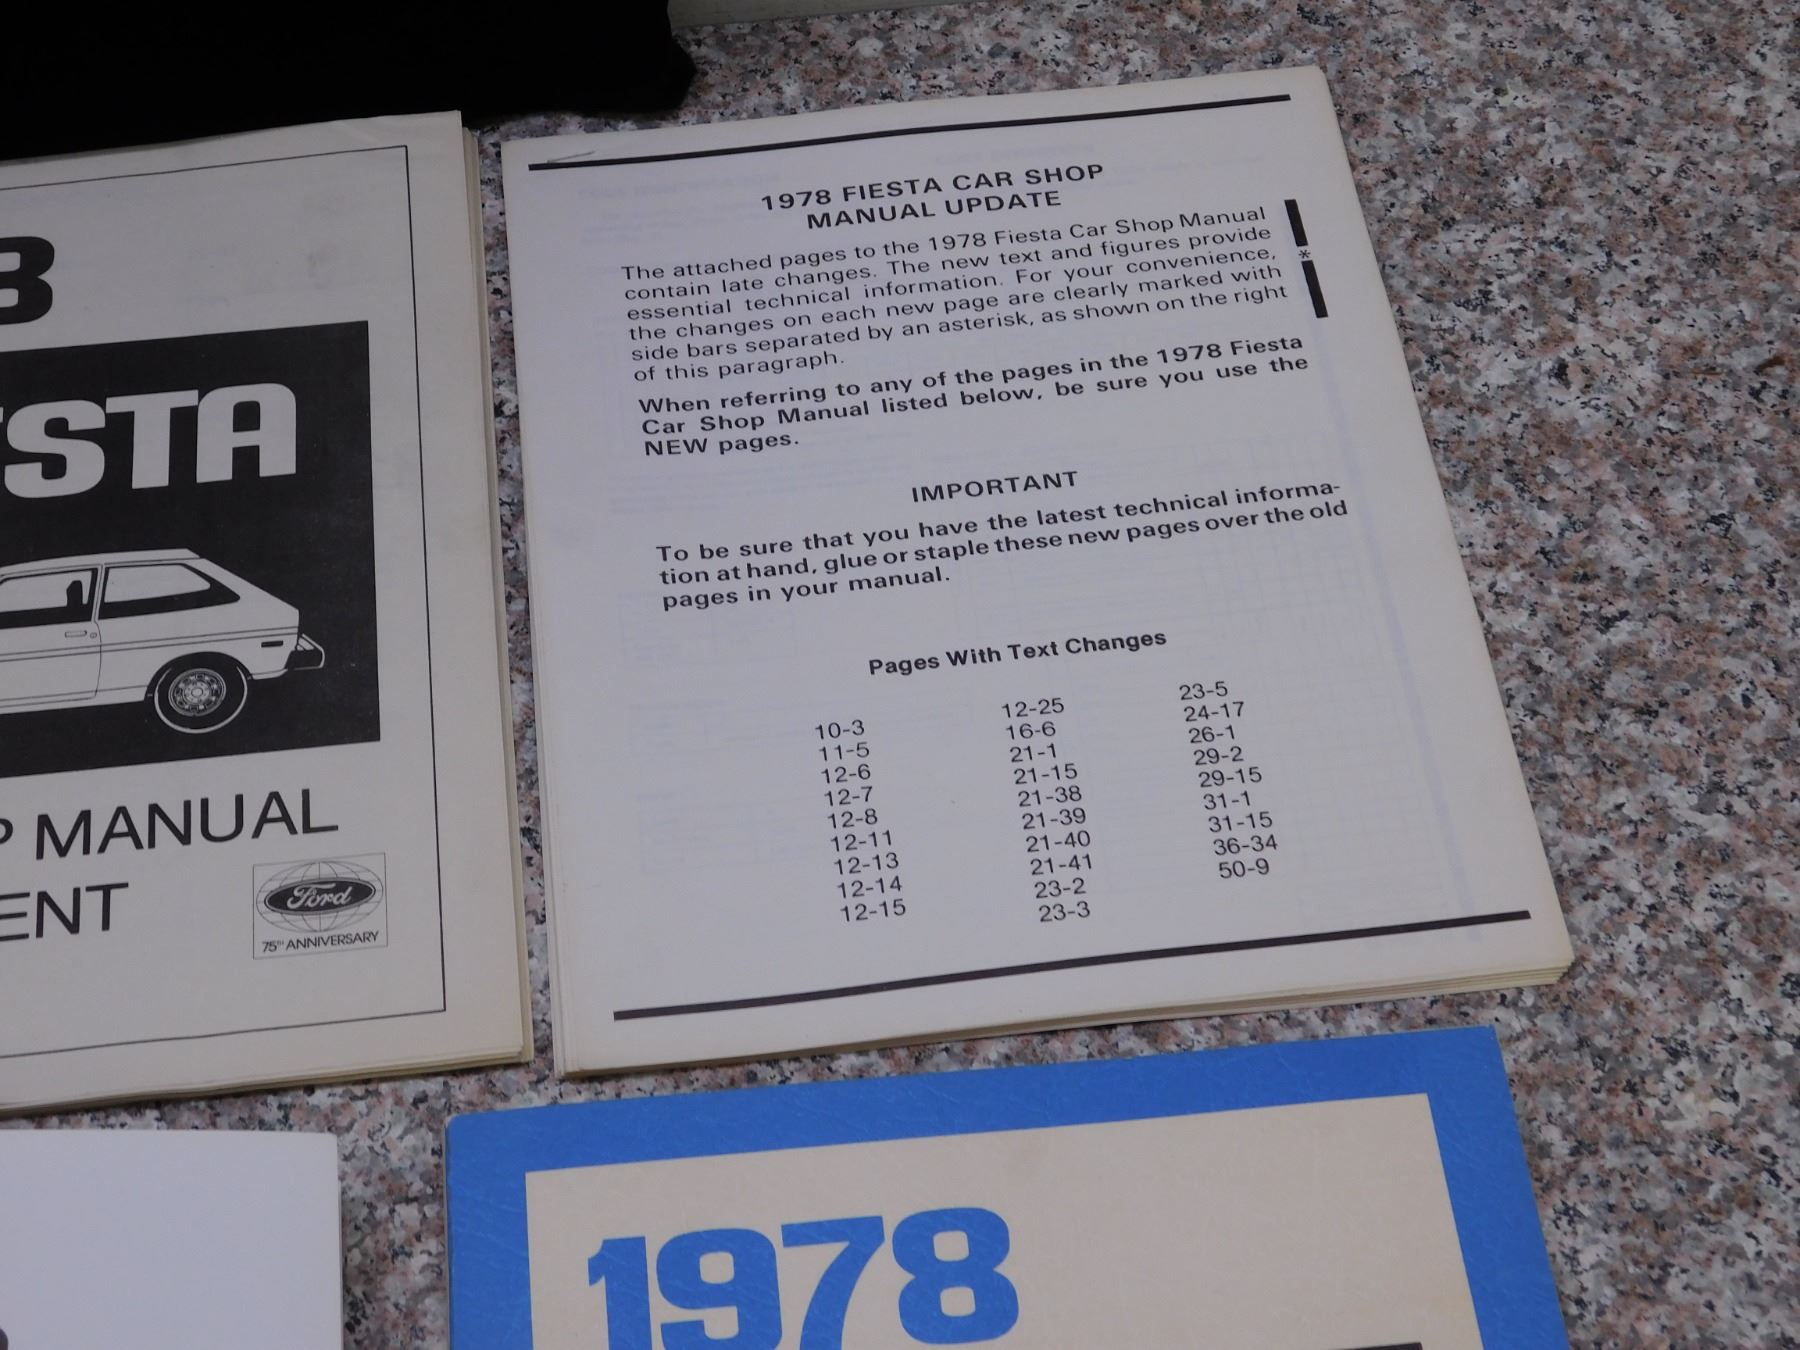 8
ESTA
P MANUAL
ENT
Ford
75TH ANNIVERSARY
1978 FIESTA CAR SHOP
MANUAL UPDATE
The attached pages to the 1978 Fiesta Car Shop Manual
contain late changes. The new text and figures provide
essential technical information. For your convenience,
the changes on each new page are clearly marked with
side bars separated by an asterisk, as shown on the right
of this paragraph.
*
When referring to any of the pages in the 1978 Fiesta
Car Shop Manual listed below, be sure you use the
NEW pages.
IMPORTANT
To be sure that you have the latest technical informa-
tion at hand, glue or staple these new pages over the old
pages in your manual.
Pages With Text Changes
10-3
11-5
12-6
12-7
12-8
12-11
12-13
12-14
12-15
12-25
16-6
21-1
21-15
21-38
21-39
21-40
21-41
23-2
23-3
23-5
24-17
26-1
29-2
29-15
31-1
31-15
36-34
50-9
1978